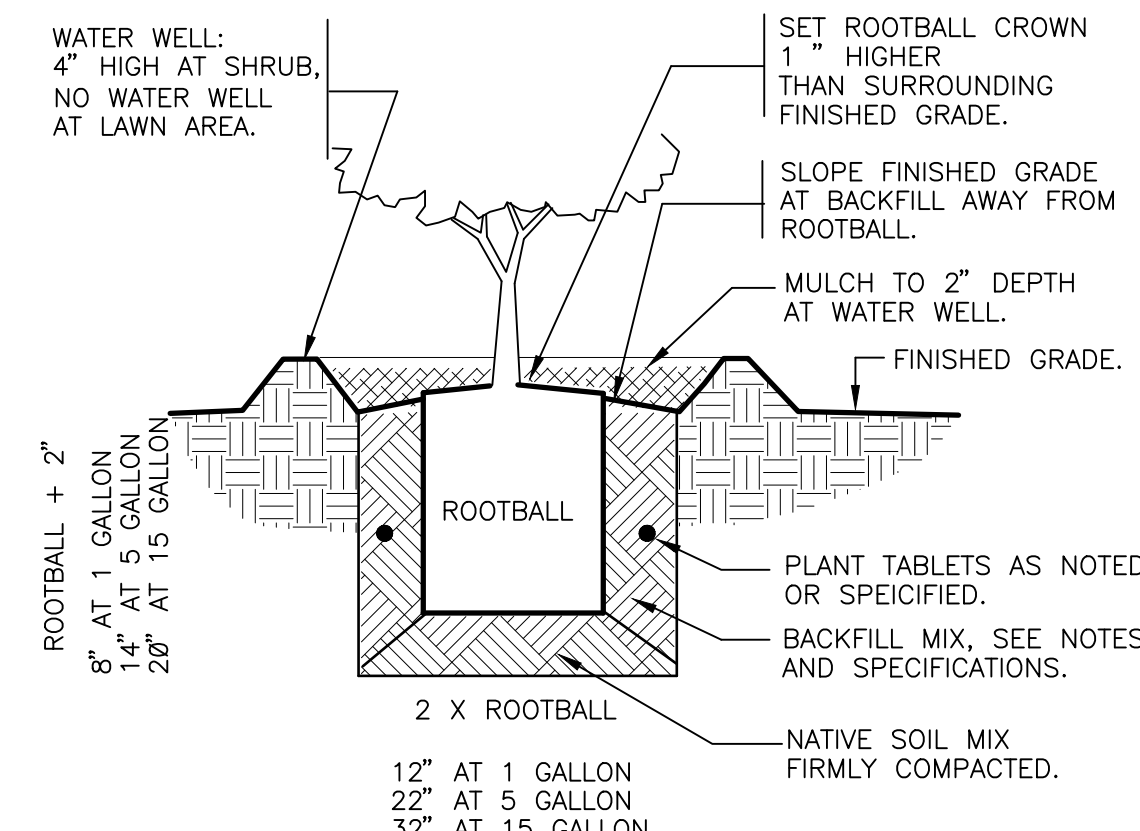 WATER WELL:
4" HIGH AT SHRUB,
NO WATER WELL
AT LAWN AREA.
SET ROOTBALL CROWN
1 " HIGHER
THAN SURROUNDING
FINISHED GRADE.
SLOPE FINISHED GRADE
AT BACKFILL AWAY FROM
ROOTBALL.
MULCH TO 2" DEPTH
AT WATER WELL.
FINISHED GRADE.
ROOTBALL + 2"
8" AT 1 GALLON
14" AT 5 GALLON
20" AT 15 GALLON
ROOTBALL
PLANT TABLETS AS NOTED
OR SPEICIFIED.
BACKFILL MIX, SEE NOTES
AND SPECIFICATIONS.
NATIVE SOIL MIX
FIRMLY COMPACTED.
2 X ROOTBALL
12" AT 1 GALLON
22" AT 5 GALLON
32" AT 15 GALLON